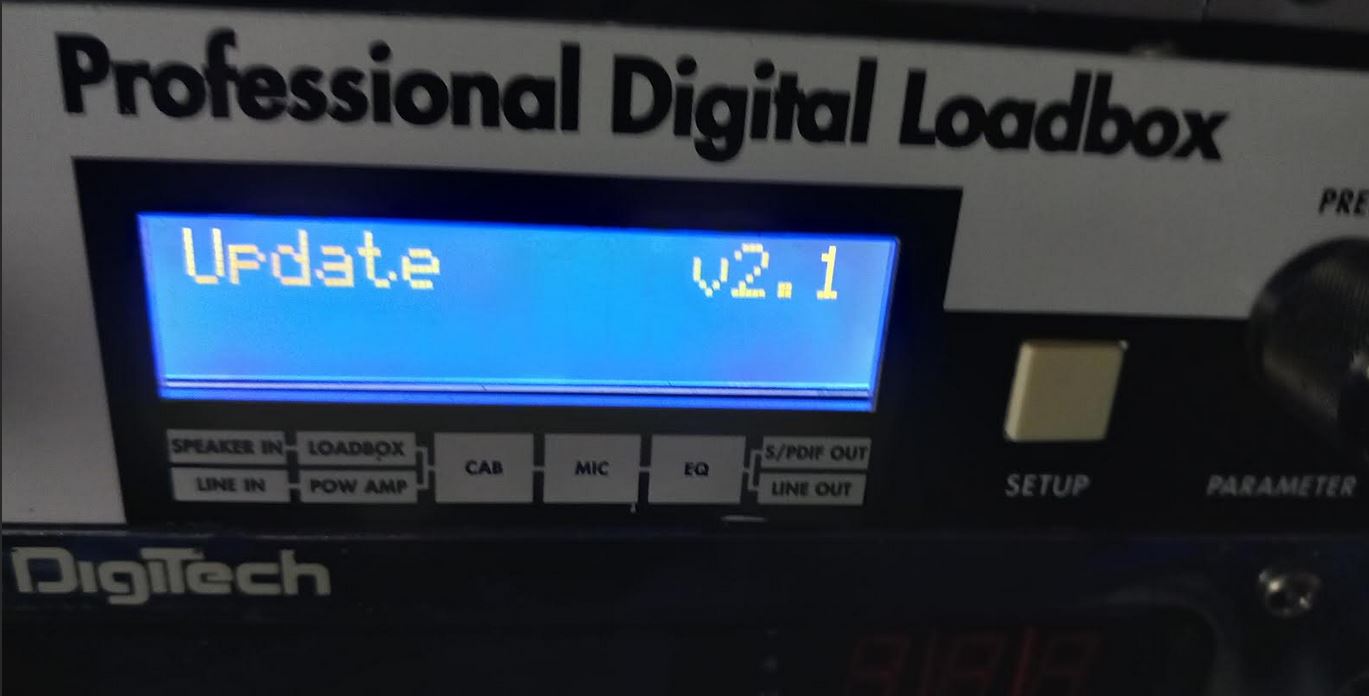 Professional Digital Loadbox
PRE
Update v2.1
SPEAKER IN LOADBOX CAB MIC EQ S/PDIF OUT
LINE IN POW AMP LINE OUT
SETUP PARAMETER
DigiTech